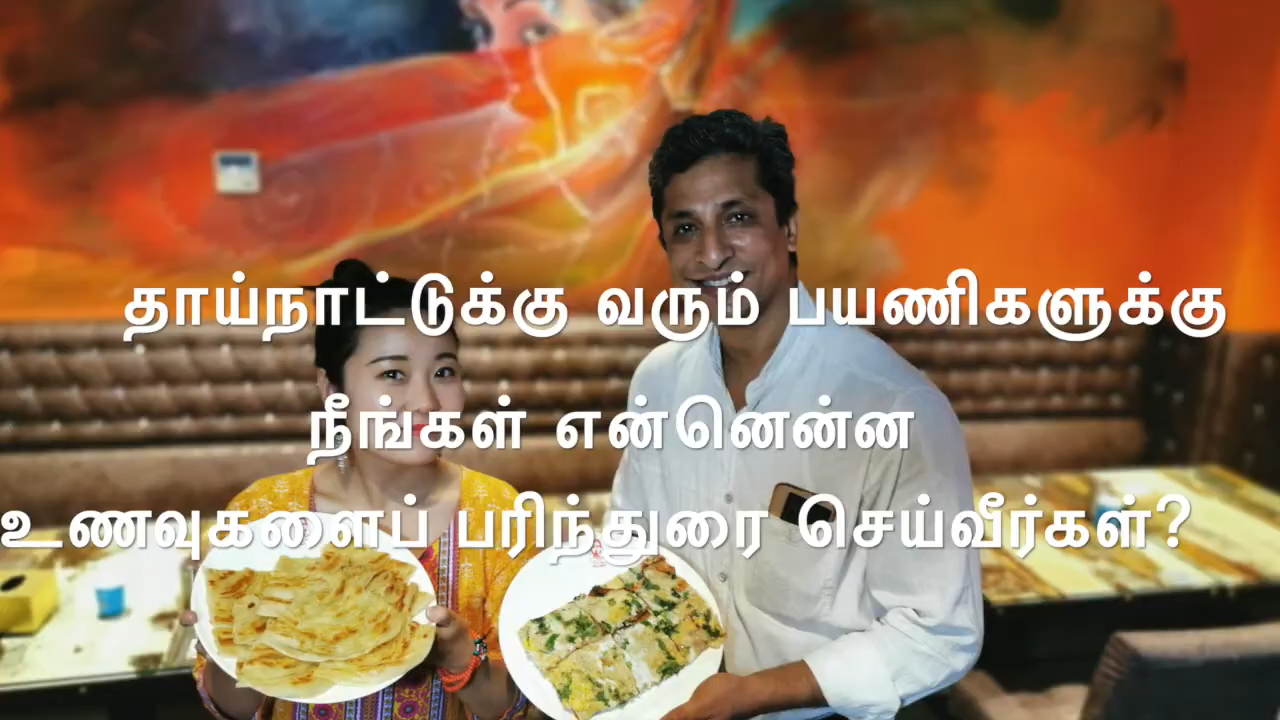 தாய்நாட்டுக்கு வரும் பயணிகளுக்கு
நீங்கள் என்னென்ன
உணவுகளைப் பரிந்துரை செய்வீர்கள்?